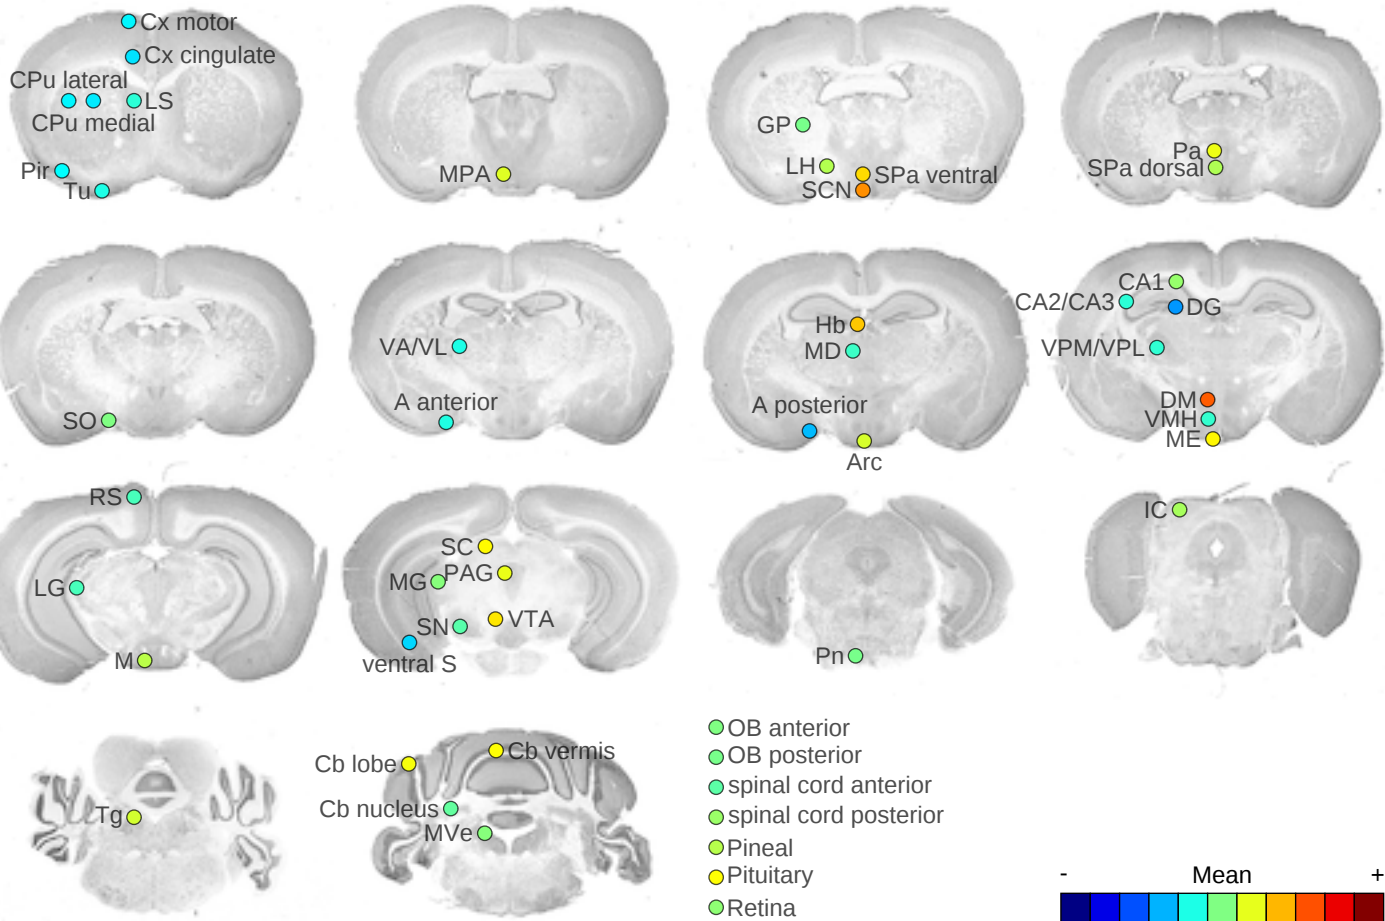 Cx motor
Cx cingulate
CPu lateral
LS
CPu medial
Pir
Tu
MPA
GP
LH
SPa ventral
SCN
Pa
SPa dorsal
SO
VA/VL
A anterior
Hb
MD
A posterior
Arc
CA1
CA2/CA3
DG
VPM/VPL
DM
VMH
ME
RS
LG
M
SC
PAG
MG
VTA
SN
ventral S
Pn
IC
Tg
Cb vermis
Cb lobe
Cb nucleus
MVe
OB anterior
OB posterior
spinal cord anterior
spinal cord posterior
Pineal
Pituitary
Retina
- Mean +